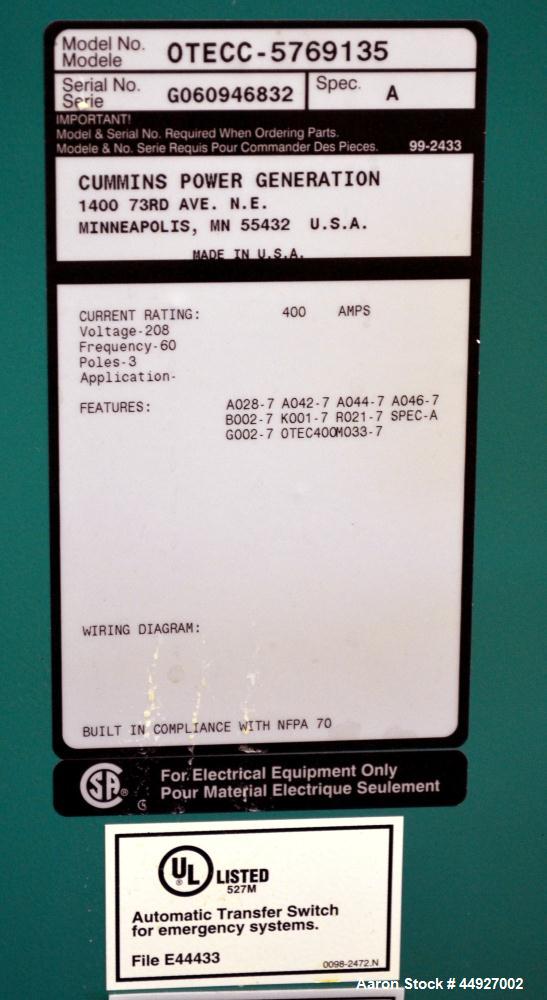 Model No.
Modele
OTECC-5769135
Serial No.
Serie
G060946832
Spec.
A
IMPORTANT!
Model & Serial No. Required When Ordering Parts.
Modele & No. Serie Requis Pour Commander Des Pieces. 99-2433
CUMMINS POWER GENERATION
1400 73RD AVE. N.E.
MINNEAPOLIS, MN 55432 U.S.A.
MADE IN U.S.A.
CURRENT RATING: 400 AMPS
Voltage-208
Frequency-60
Poles-3
Application-
FEATURES: A028-7 A042-7 A044-7 A046-7
B002-7 K001-7 R021-7 SPEC-A
G002-7 OTEC400M033-7
WIRING DIAGRAM:
BUILT IN COMPLIANCE WITH NFPA 70
SA ®
For Electrical Equipment Only
Pour Material Electrique Seulement
UL ® LISTED
527M
Automatic Transfer Switch
for emergency systems.
File E44433
0098-2472.N
Aaron Stock # 44927002